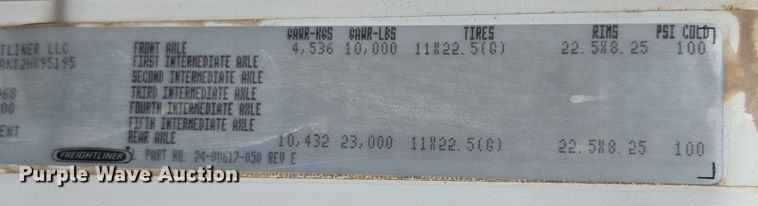 GAWR-KGS GAWR-LBS TIRES RIMS PSI COLD
TLINER LLC FRONT AXLE 4,536 10,000 11X22.5(G) 22.5X8.25 100
FIRST INTERMEDIATE AXLE
SECOND INTERMEDIATE AXLE
068 THIRD INTERMEDIATE AXLE
00 FOURTH INTERMEDIATE AXLE
FIFTH INTERMEDIATE AXLE
ENT REAR AXLE 10,432 23,000 11X22.5(G) 22.5X8.25 100
FREIGHTLINER PART NO. 24-00617-050 REV E
Purple Wave Auction